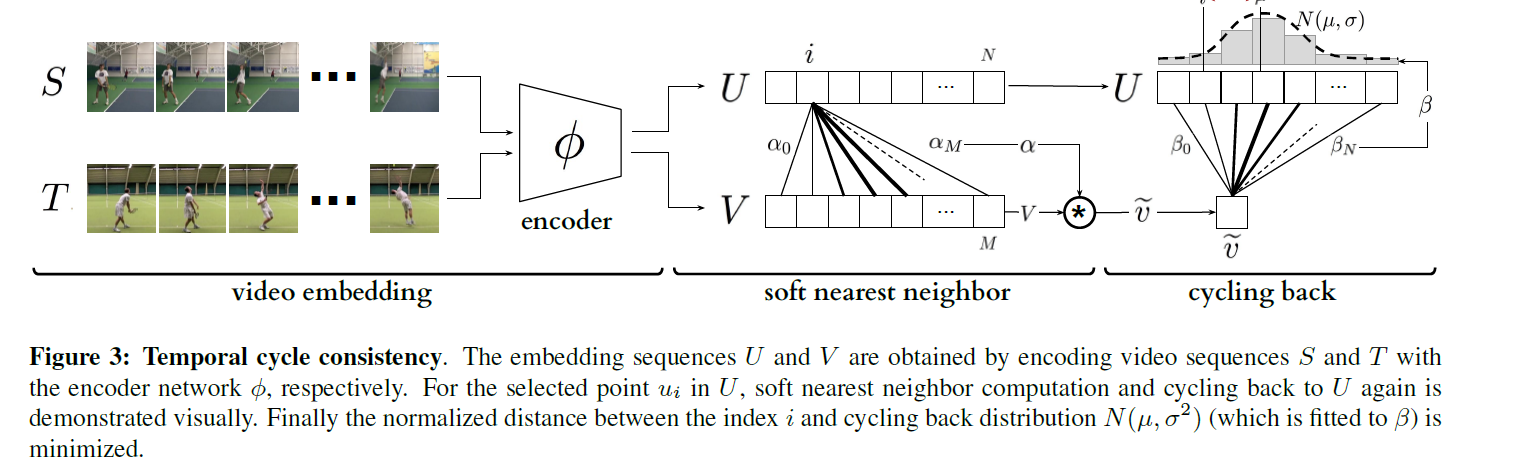 N(μ, σ)
S
i
N
U
...
U
...
β
ϕ
α₀
α_M
α
β₀
β_N
T
encoder
V
...
V
*
ṽ
M
ṽ
video embedding
soft nearest neighbor
cycling back
Figure 3: Temporal cycle consistency. The embedding sequences U and V are obtained by encoding video sequences S and T with
the encoder network ϕ, respectively. For the selected point uᵢ in U, soft nearest neighbor computation and cycling back to U again is
demonstrated visually. Finally the normalized distance between the index i and cycling back distribution N(μ, σ²) (which is fitted to β) is
minimized.